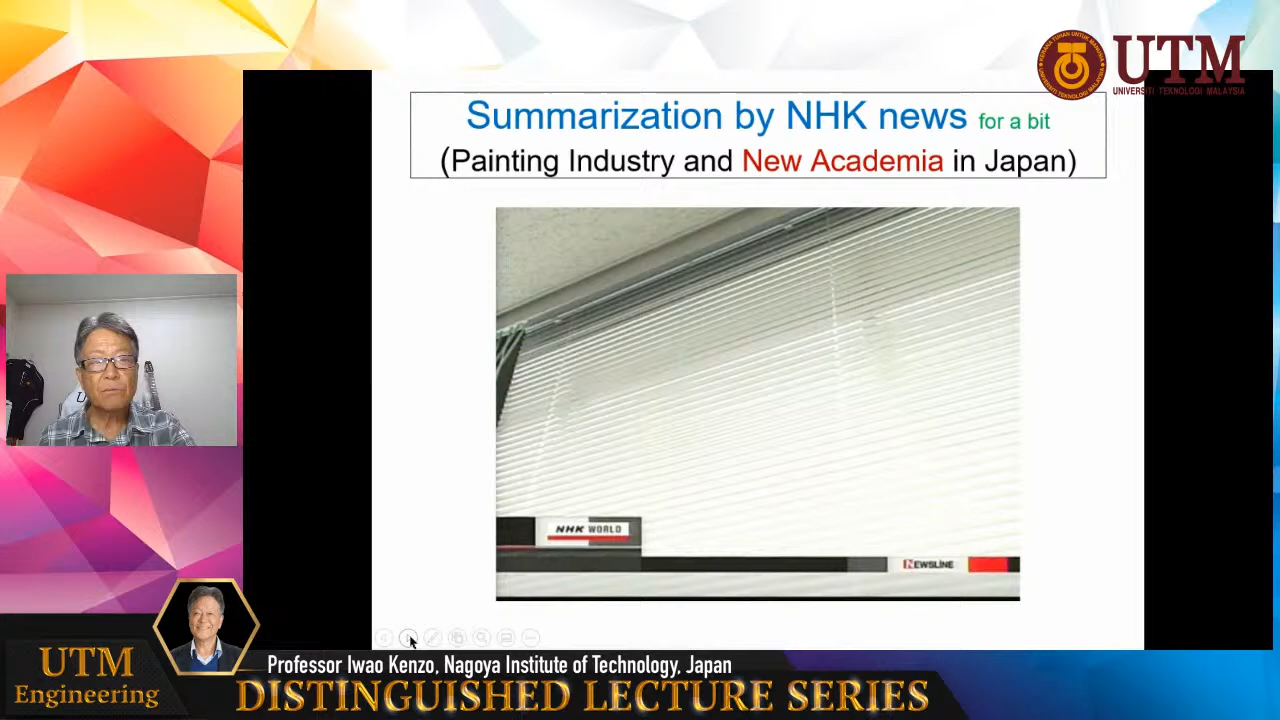 UTM
UNIVERSITI TEKNOLOGI MALAYSIA
Summarization by NHK news for a bit
(Painting Industry and New Academia in Japan)
NHK WORLD
NEWSLINE
UTM
Engineering
Professor Iwao Kenzo, Nagoya Institute of Technology, Japan
DISTINGUISHED LECTURE SERIES